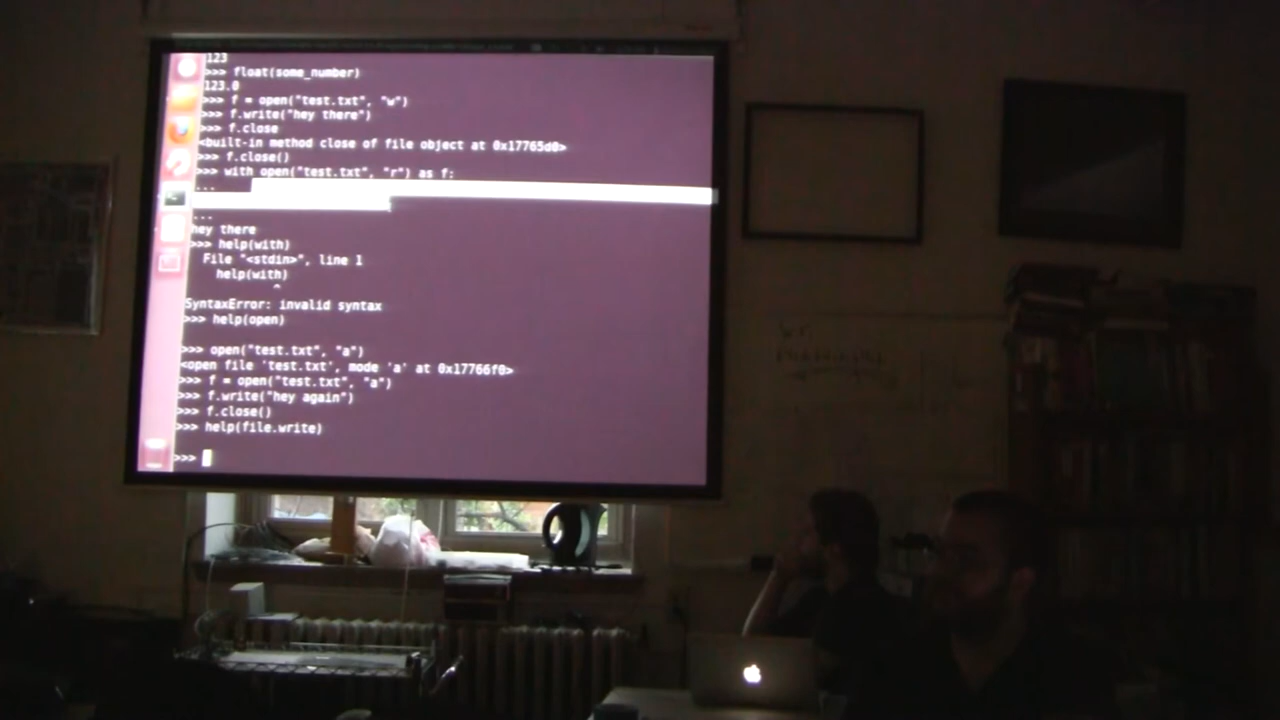 123
>>> float(some_number)
123.0
>>> f = open("test.txt", "w")
>>> f.write("hey there")
>>> f.close
<built-in method close of file object at 0x17765d0>
>>> f.close()
>>> with open("test.txt", "r") as f:
...
...
hey there
>>> help(with)
File "<stdin>", line 1
help(with)
^
SyntaxError: invalid syntax
>>> help(open)
>>> open("test.txt", "a")
<open file 'test.txt', mode 'a' at 0x17766f0>
>>> f = open("test.txt", "a")
>>> f.write("hey again")
>>> f.close()
>>> help(file.write)
>>>